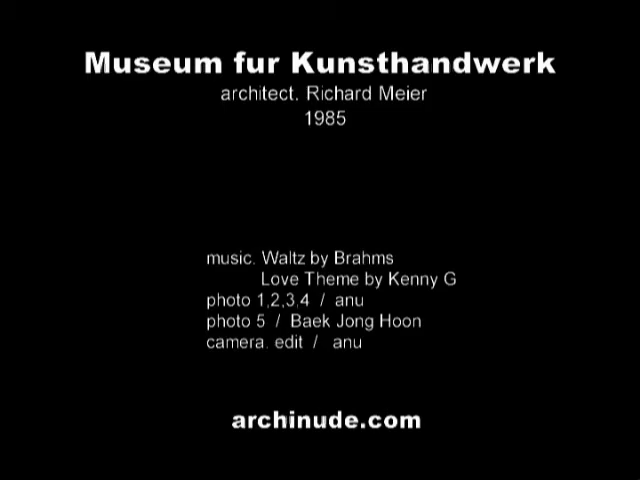 Museum fur Kunsthandwerk
architect. Richard Meier
1985
music. Waltz by Brahms
Love Theme by Kenny G
photo 1,2,3,4 / anu
photo 5 / Baek Jong Hoon
camera. edit / anu
archinude.com